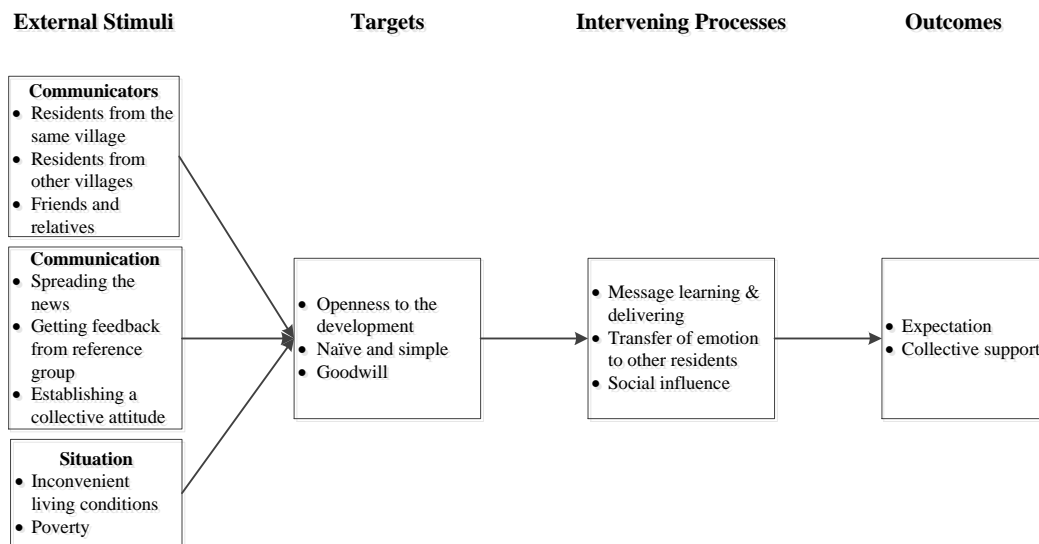 External Stimuli
Targets
Intervening Processes
Outcomes
Communicators
• Residents from the
same village
• Residents from
other villages
• Friends and
relatives
Communication
• Spreading the
news
• Getting feedback
from reference
group
• Establishing a
collective attitude
Situation
• Inconvenient
living conditions
• Poverty
• Openness to the
development
• Naïve and simple
• Goodwill
• Message learning &
delivering
• Transfer of emotion
to other residents
• Social influence
• Expectation
• Collective support